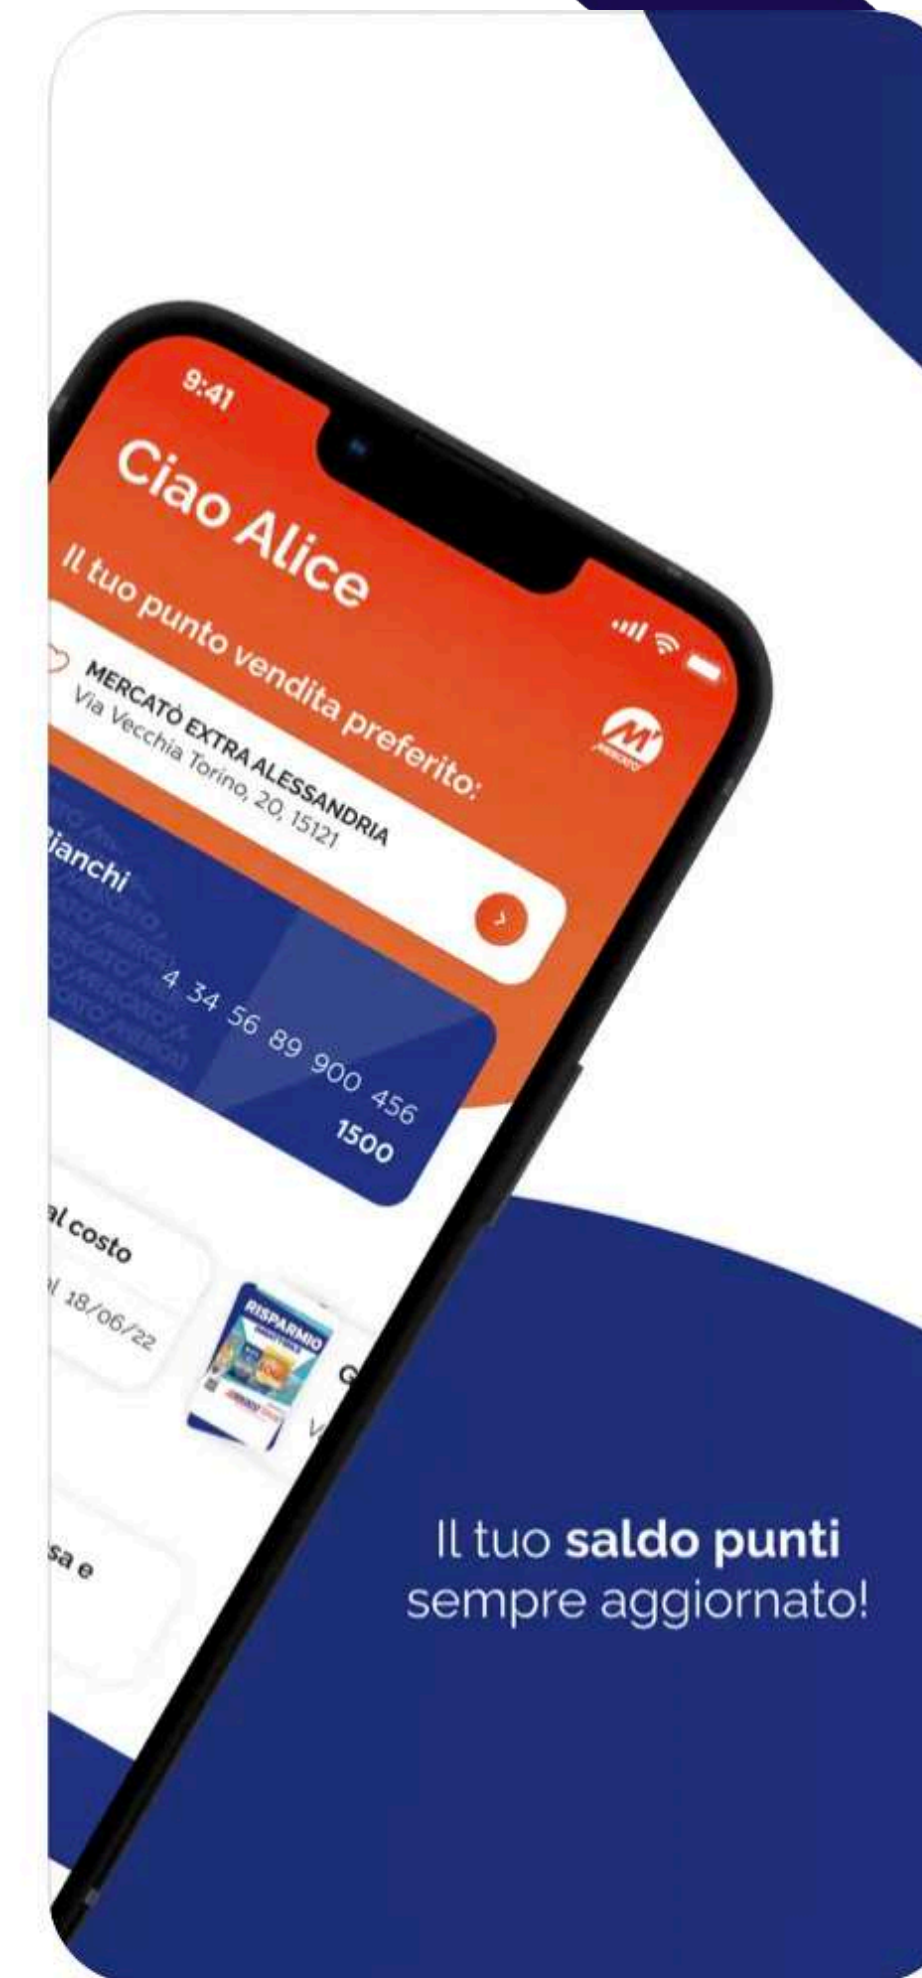 9:41
Ciao Alice
Il tuo punto vendita preferito:
MERCATÒ
MERCATÒ EXTRA ALESSANDRIA
Via Vecchia Torino, 20, 15121
Bianchi
4 34 56 89 900 456
1500
al costo
al 18/06/22
RISPARMIO
G
V
sa e
Il tuo saldo punti
sempre aggiornato!